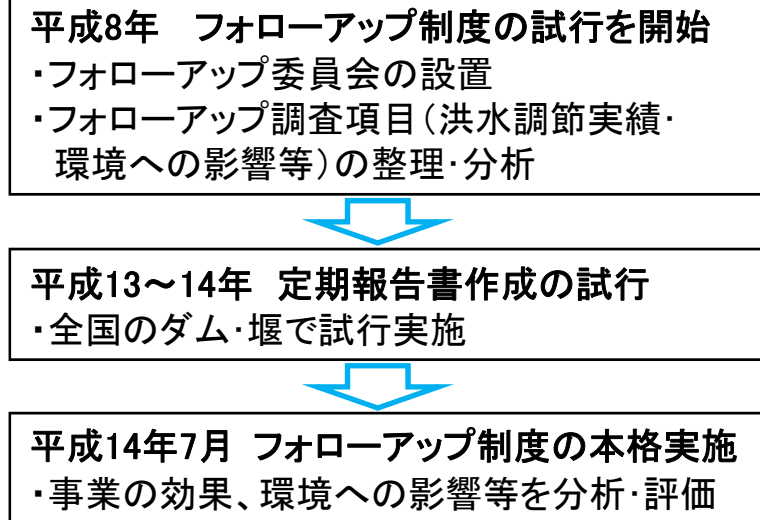 平成8年　フォローアップ制度の試行を開始
・フォローアップ委員会の設置
・フォローアップ調査項目（洪水調節実績・
環境への影響等）の整理・分析
平成13～14年　定期報告書作成の試行
・全国のダム・堰で試行実施
平成14年7月　フォローアップ制度の本格実施
・事業の効果、環境への影響等を分析・評価